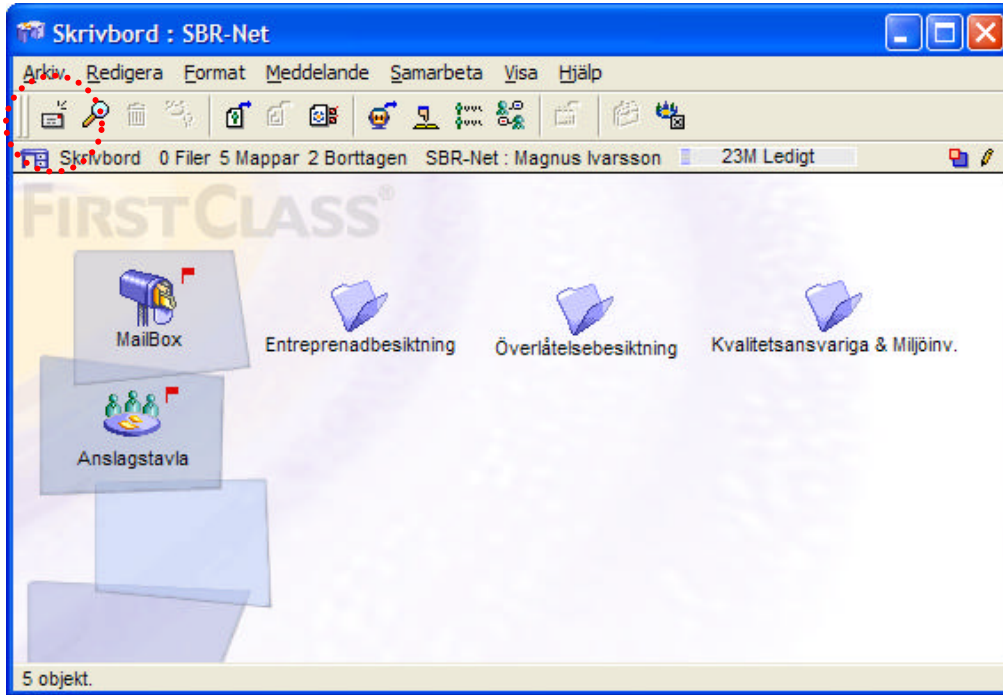 Skrivbord : SBR-Net
Arkiv Redigera Format Meddelande Samarbeta Visa Hjälp
Skrivbord 0 Filer 5 Mappar 2 Borttagen SBR-Net : Magnus Ivarsson 23M Ledigt
FIRSTCLASS®
MailBox
Entreprenadbesiktning
Överlåtelsebesiktning
Kvalitetsansvariga & Miljöinv.
Anslagstavla
5 objekt.